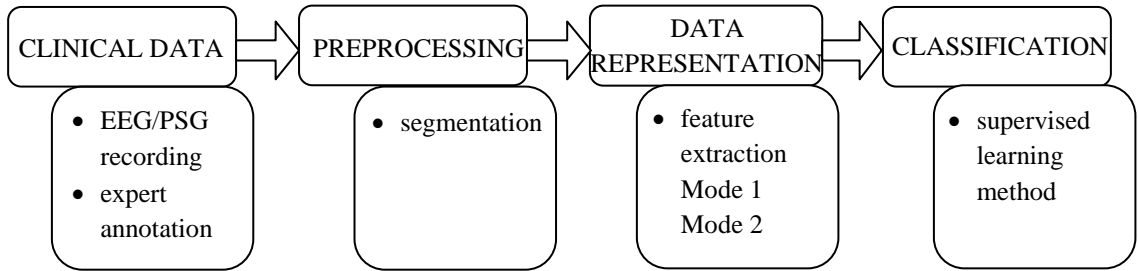 CLINICAL DATA
PREPROCESSING
DATA
REPRESENTATION
CLASSIFICATION
• EEG/PSG
recording
• expert
annotation
• segmentation
• feature
extraction
Mode 1
Mode 2
• supervised
learning
method